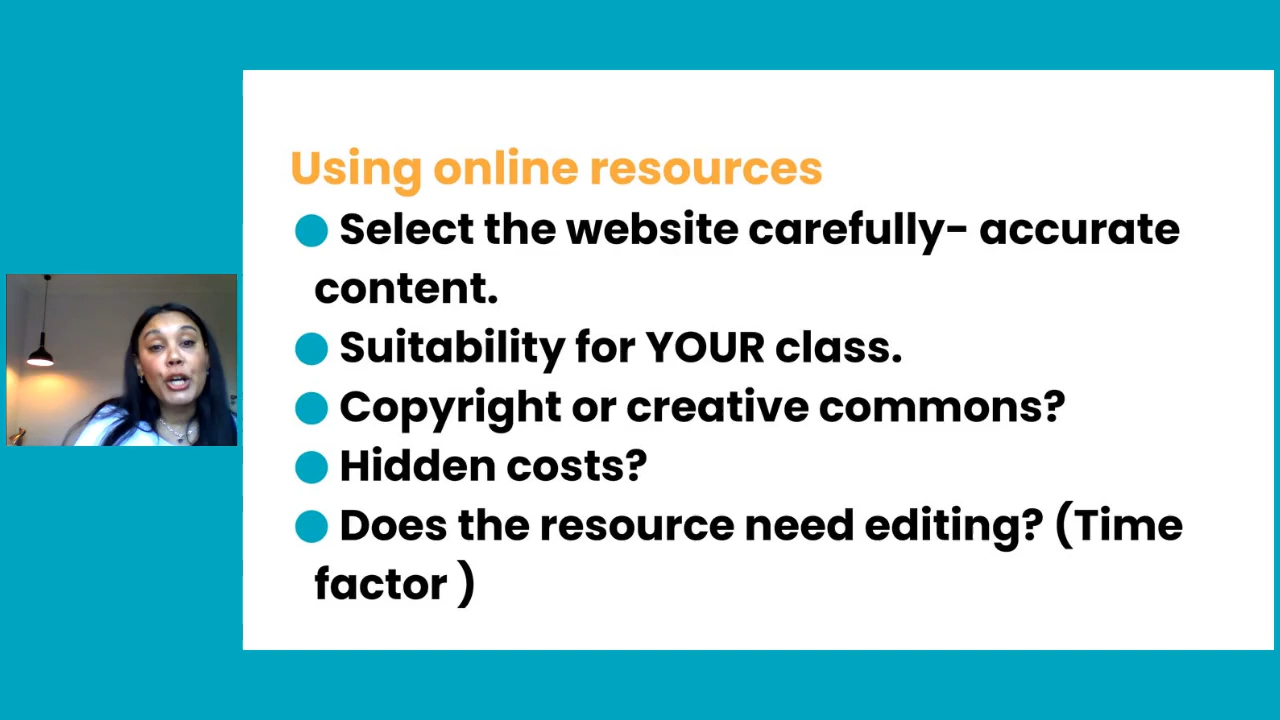 Using online resources
Select the website carefully- accurate
content.
Suitability for YOUR class.
Copyright or creative commons?
Hidden costs?
Does the resource need editing? (Time
factor )